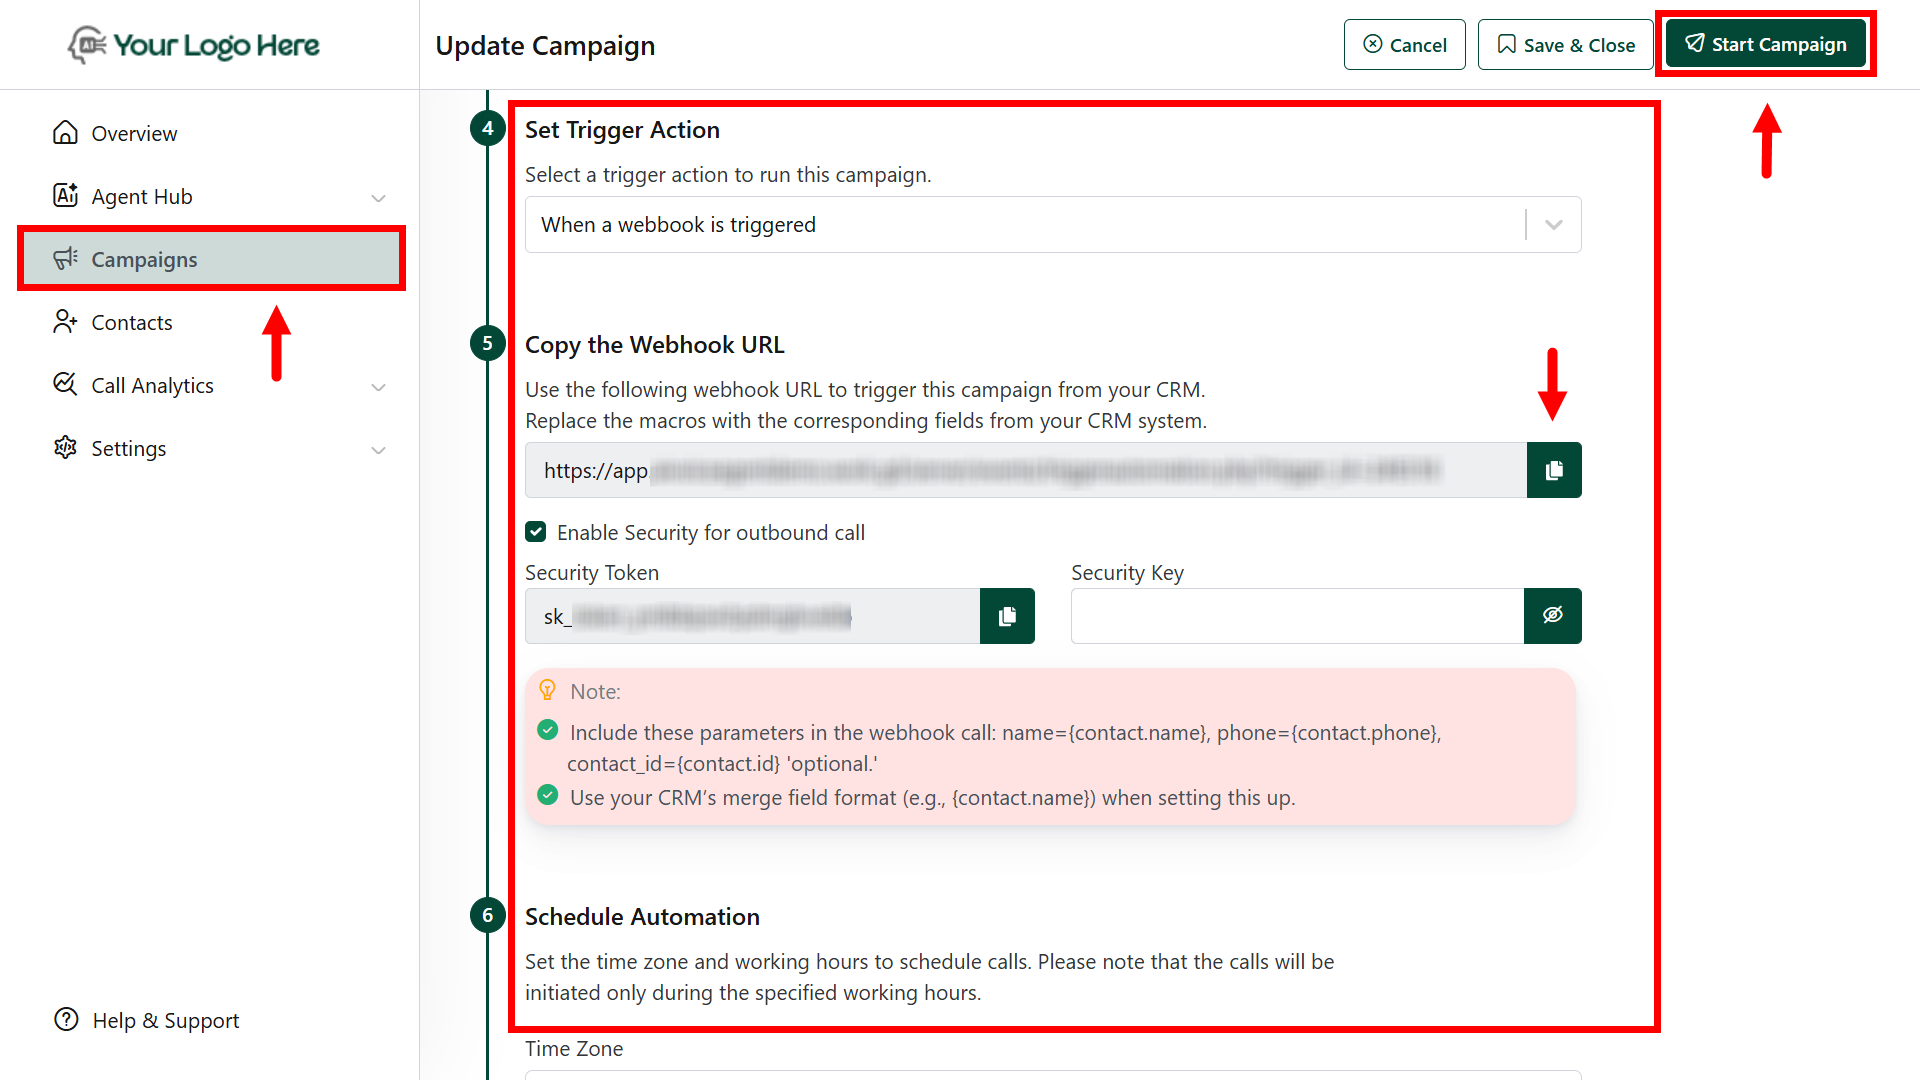 Your Logo Here
Update Campaign
Cancel
Save & Close
Start Campaign
Overview
Agent Hub
Campaigns
Contacts
Call Analytics
Settings
Help & Support
4
Set Trigger Action
Select a trigger action to run this campaign.
When a webbook is triggered
5
Copy the Webhook URL
Use the following webhook URL to trigger this campaign from your CRM.
Replace the macros with the corresponding fields from your CRM system.
https://app.
Enable Security for outbound call
Security Token
Security Key
sk_
Note:
Include these parameters in the webhook call: name={contact.name}, phone={contact.phone},
contact_id={contact.id} 'optional.'
Use your CRM’s merge field format (e.g., {contact.name}) when setting this up.
6
Schedule Automation
Set the time zone and working hours to schedule calls. Please note that the calls will be
initiated only during the specified working hours.
Time Zone